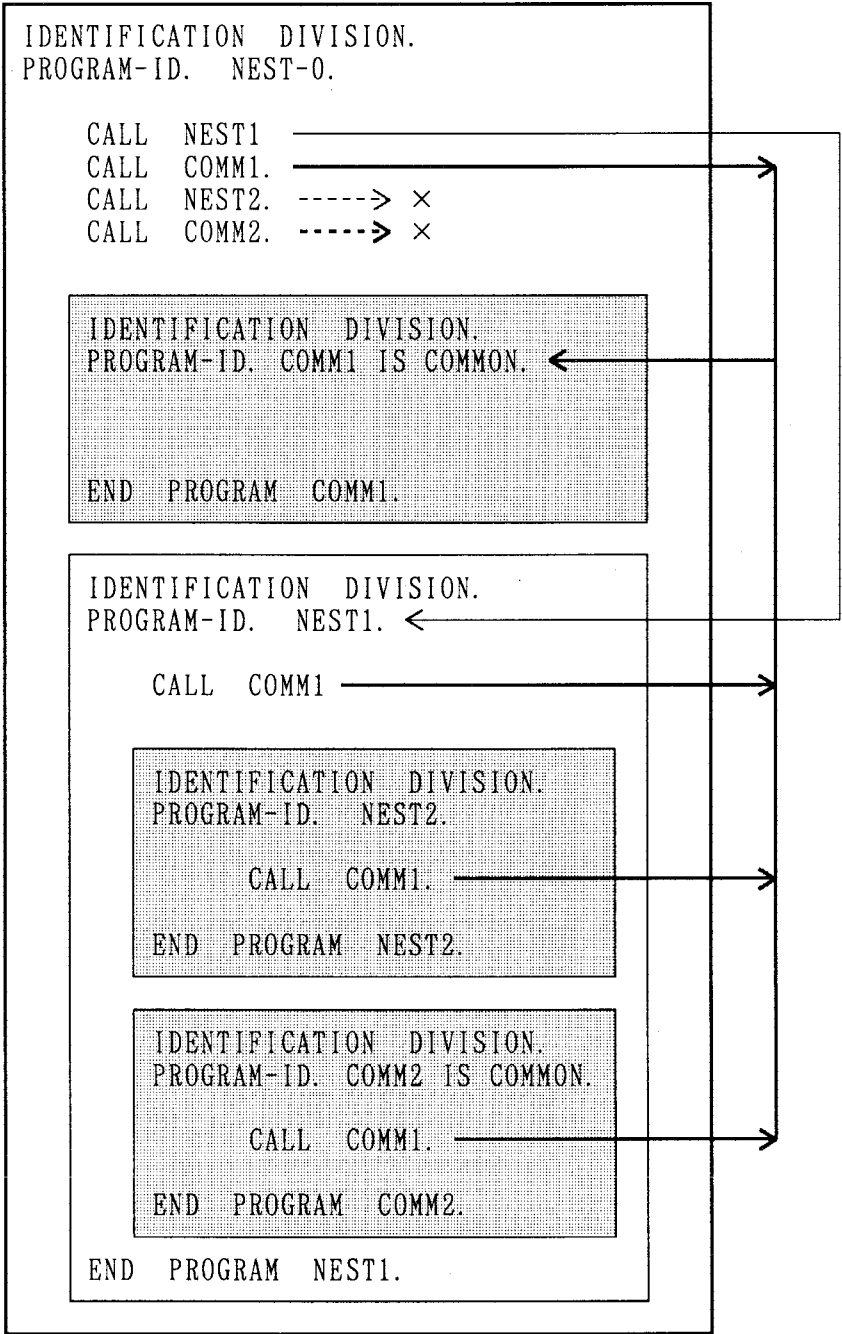 IDENTIFICATION DIVISION.
PROGRAM-ID. NEST-0.
CALL NEST1
CALL COMM1.
CALL NEST2. ×
CALL COMM2. ×
IDENTIFICATION DIVISION.
PROGRAM-ID. COMM1 IS COMMON.
END PROGRAM COMM1.
IDENTIFICATION DIVISION.
PROGRAM-ID. NEST1.
CALL COMM1
IDENTIFICATION DIVISION.
PROGRAM-ID. NEST2.
CALL COMM1.
END PROGRAM NEST2.
IDENTIFICATION DIVISION.
PROGRAM-ID. COMM2 IS COMMON.
CALL COMM1.
END PROGRAM COMM2.
END PROGRAM NEST1.